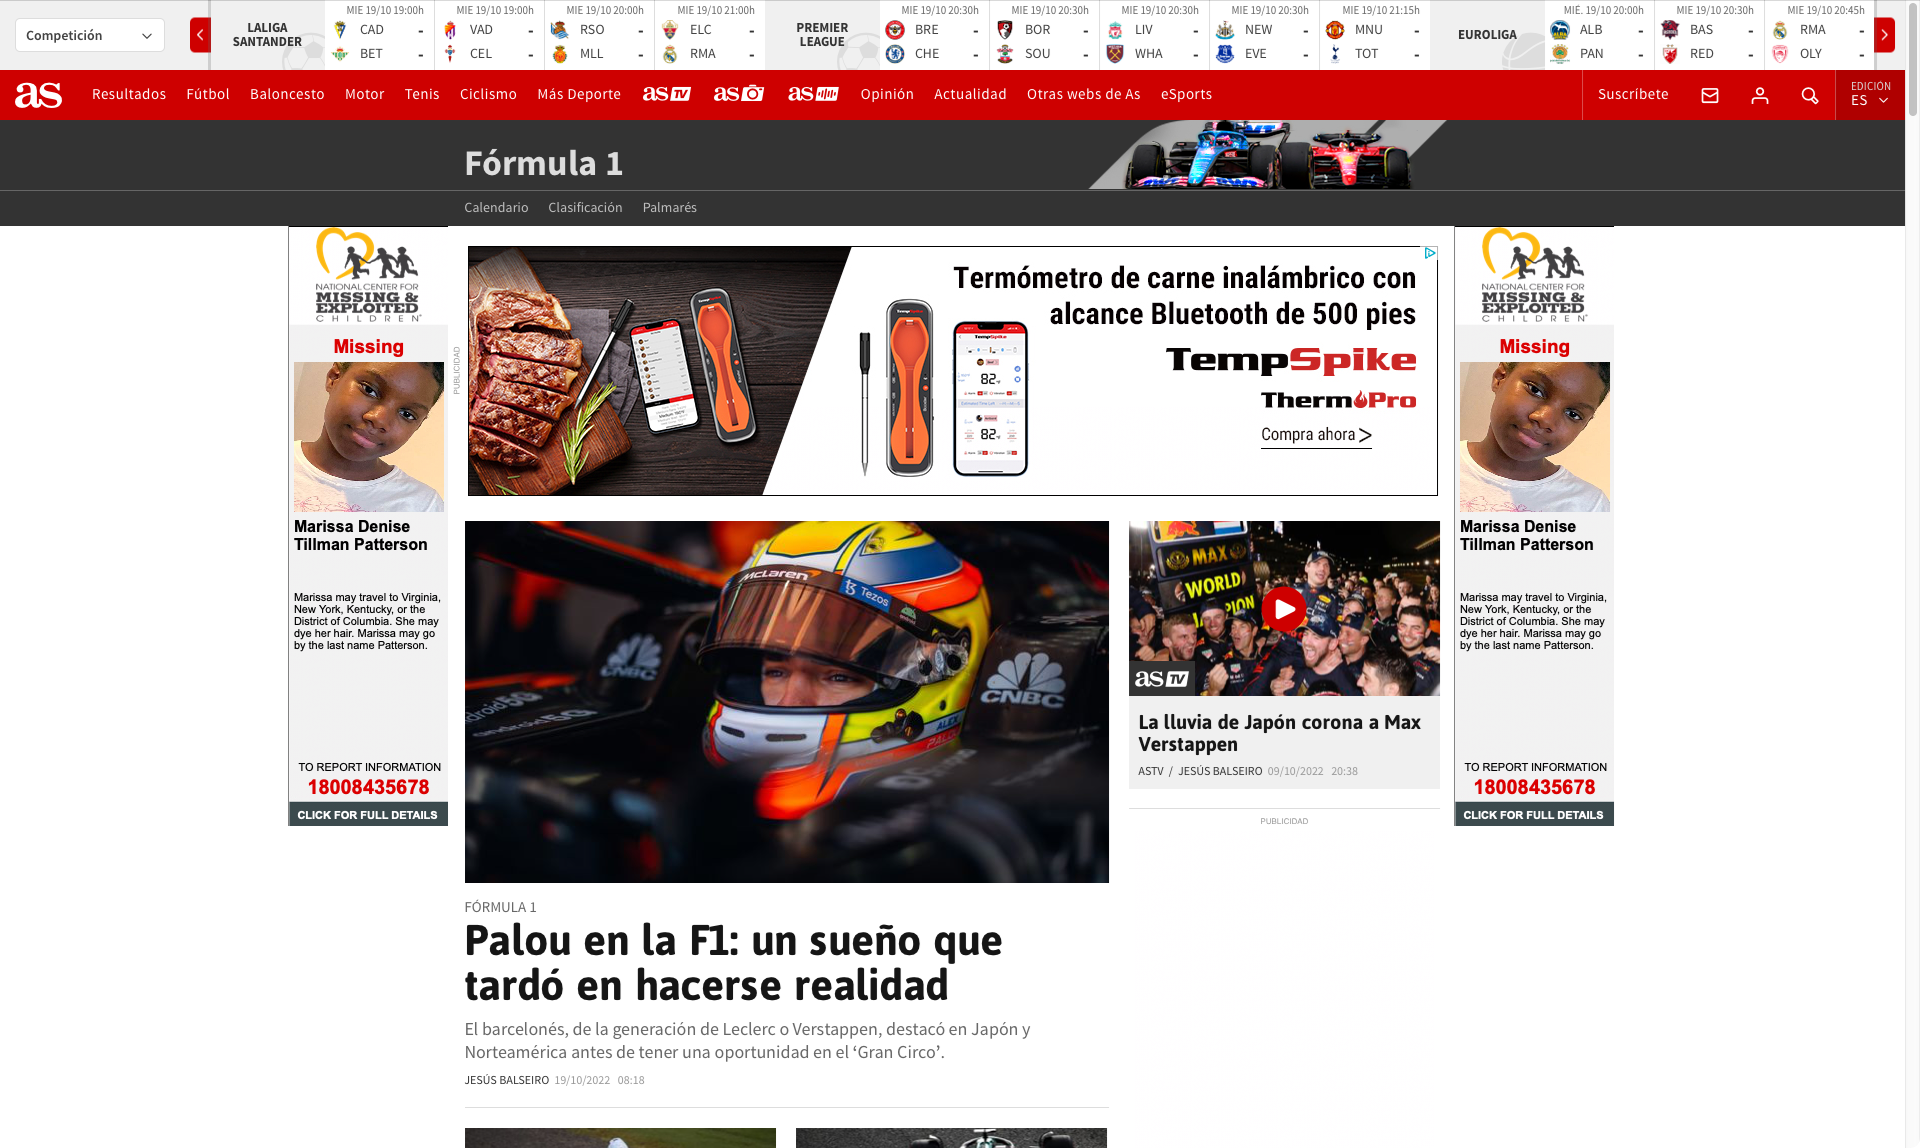 Competición
LALIGA SANTANDER
MIE 19/10 19:00h
CAD -
BET -
MIE 19/10 19:00h
VAD -
CEL -
MIE 19/10 20:00h
RSO -
MLL -
MIE 19/10 21:00h
ELC -
RMA -
PREMIER LEAGUE
MIE 19/10 20:30h
BRE -
CHE -
MIE 19/10 20:30h
BOR -
SOU -
MIE 19/10 20:30h
LIV -
WHA -
MIE 19/10 20:30h
NEW -
EVE -
MIE 19/10 21:15h
MNU -
TOT -
EUROLIGA
MIÉ. 19/10 20:00h
ALB -
PAN -
MIE 19/10 20:30h
BAS -
RED -
MIE 19/10 20:45h
RMA -
OLY -
as Resultados Fútbol Baloncesto Motor Tenis Ciclismo Más Deporte as TV as as Opinión Actualidad Otras webs de As eSports Suscríbete EDICIÓN ES
Fórmula 1
Calendario Clasificación Palmarés
NATIONAL CENTER FOR
MISSING &
EXPLOITED
CHILDREN
Missing
Marissa Denise
Tillman Patterson
Marissa may travel to Virginia,
New York, Kentucky, or the
District of Columbia. She may
dye her hair. Marissa may go
by the last name Patterson.
TO REPORT INFORMATION
18008435678
CLICK FOR FULL DETAILS
PUBLICIDAD
Termómetro de carne inalámbrico con
alcance Bluetooth de 500 pies
TempSpike
ThermoPro
Compra ahora >
TempSpike
82
82
NATIONAL CENTER FOR
MISSING &
EXPLOITED
CHILDREN
Missing
Marissa Denise
Tillman Patterson
Marissa may travel to Virginia,
New York, Kentucky, or the
District of Columbia. She may
dye her hair. Marissa may go
by the last name Patterson.
TO REPORT INFORMATION
18008435678
CLICK FOR FULL DETAILS
McLaren
Tezos
CNBC
CNBC
ALEX
PALOU
FÓRMULA 1
Palou en la F1: un sueño que
tardó en hacerse realidad
El barcelonés, de la generación de Leclerc o Verstappen, destacó en Japón y
Norteamérica antes de tener una oportunidad en el ‘Gran Circo’.
JESÚS BALSEIRO 19/10/2022 08:18
MAX
WORLD
as TV
La lluvia de Japón corona a Max
Verstappen
ASTV / JESÚS BALSEIRO 09/10/2022 20:38
PUBLICIDAD